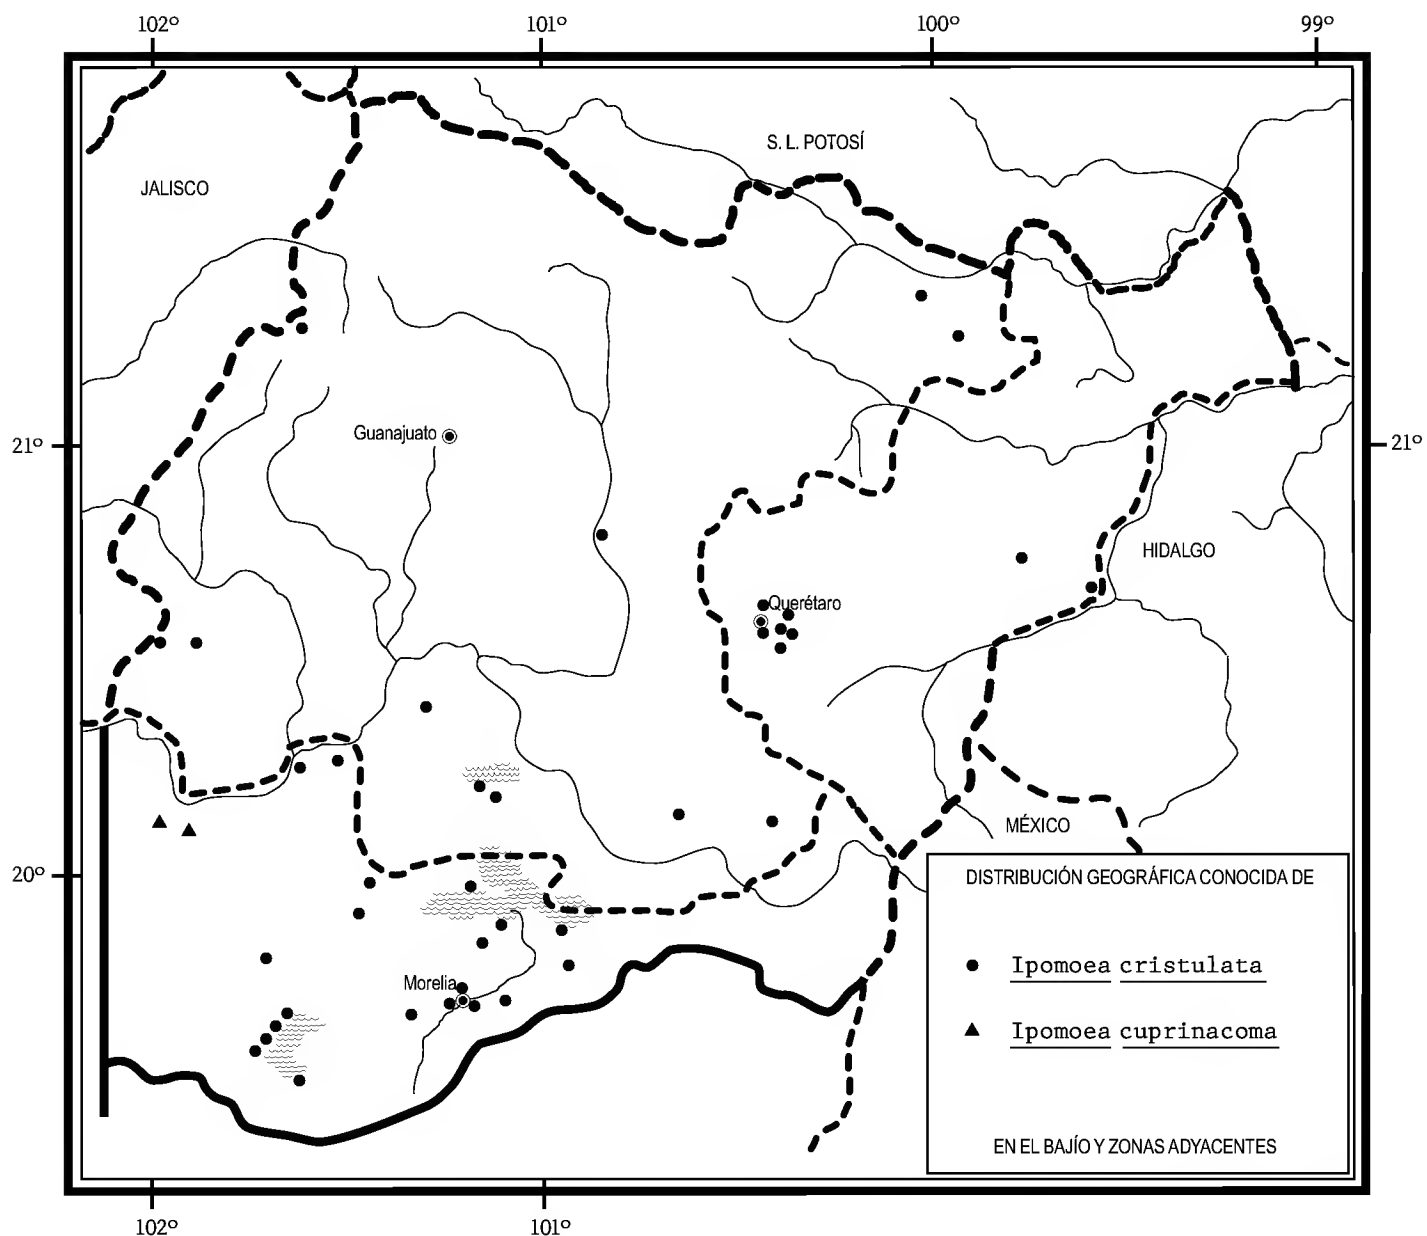 102º 101º 100º 99º
S. L. POTOSÍ
JALISCO
Guanajuato
21º 21º
HIDALGO
Querétaro
MÉXICO
20º
DISTRIBUCIÓN GEOGRÁFICA CONOCIDA DE
Ipomoea cristulata
Morelia
Ipomoea cuprinacoma
EN EL BAJÍO Y ZONAS ADYACENTES
102º 101º